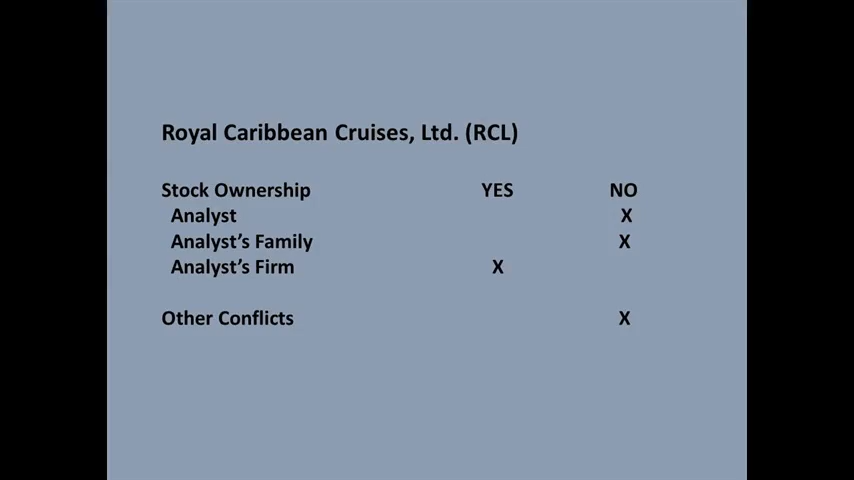 Royal Caribbean Cruises, Ltd. (RCL)
Stock Ownership YES NO
Analyst X
Analyst's Family X
Analyst's Firm X
Other Conflicts X